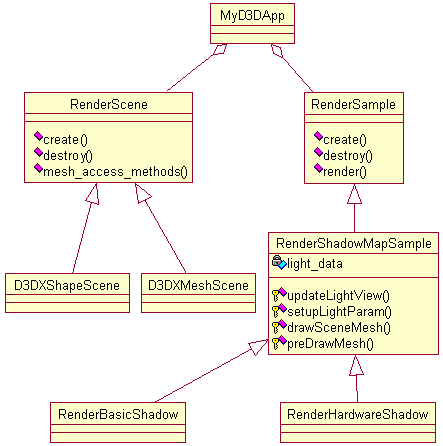 MyD3DApp
RenderScene
create()
destroy()
mesh_access_methods()
RenderSample
create()
destroy()
render()
RenderShadowMapSample
light_data
updateLightView()
setupLightParam()
drawSceneMesh()
preDrawMesh()
D3DXShapeScene
D3DXMeshScene
RenderBasicShadow
RenderHardwareShadow